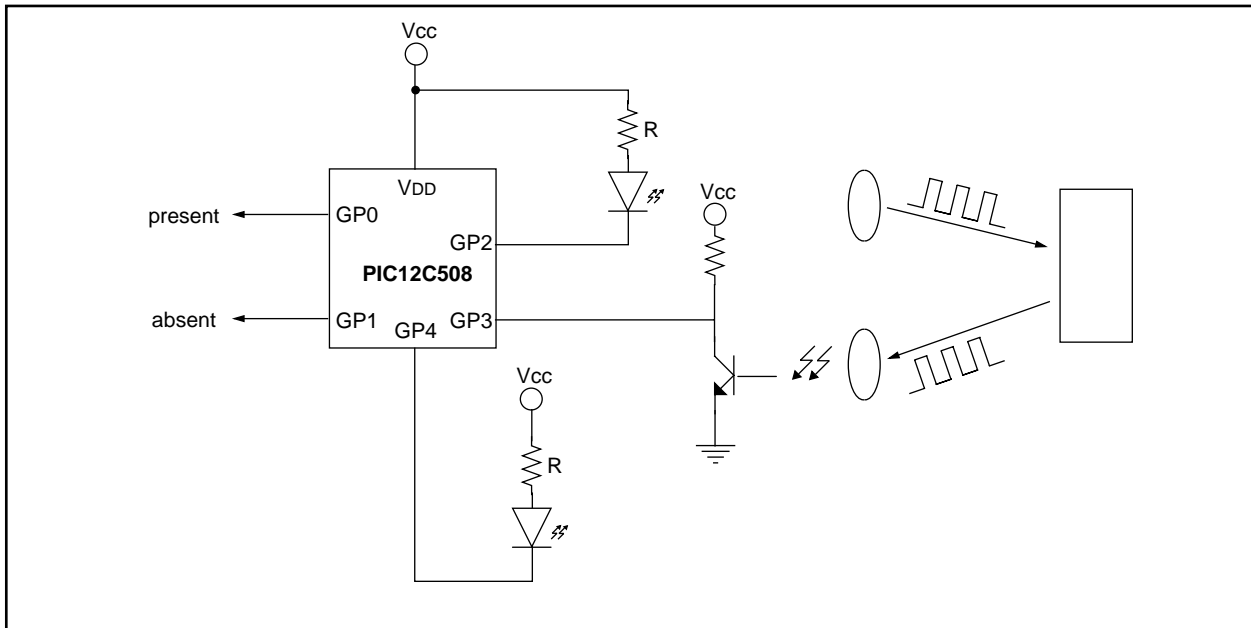 Vcc
R
VDD
Vcc
present
GP0
GP2
PIC12C508
absent
GP1
GP4
GP3
Vcc
R